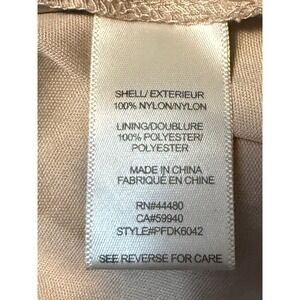 SHELL/ EXTERIEUR
100% NYLON/NYLON
LINING/DOUBLURE
100% POLYESTER/
POLYESTER
MADE IN CHINA
FABRIQUÉ EN CHINE
RN#44480
CA#59940
STYLE#PFDK6042
SEE REVERSE FOR CARE